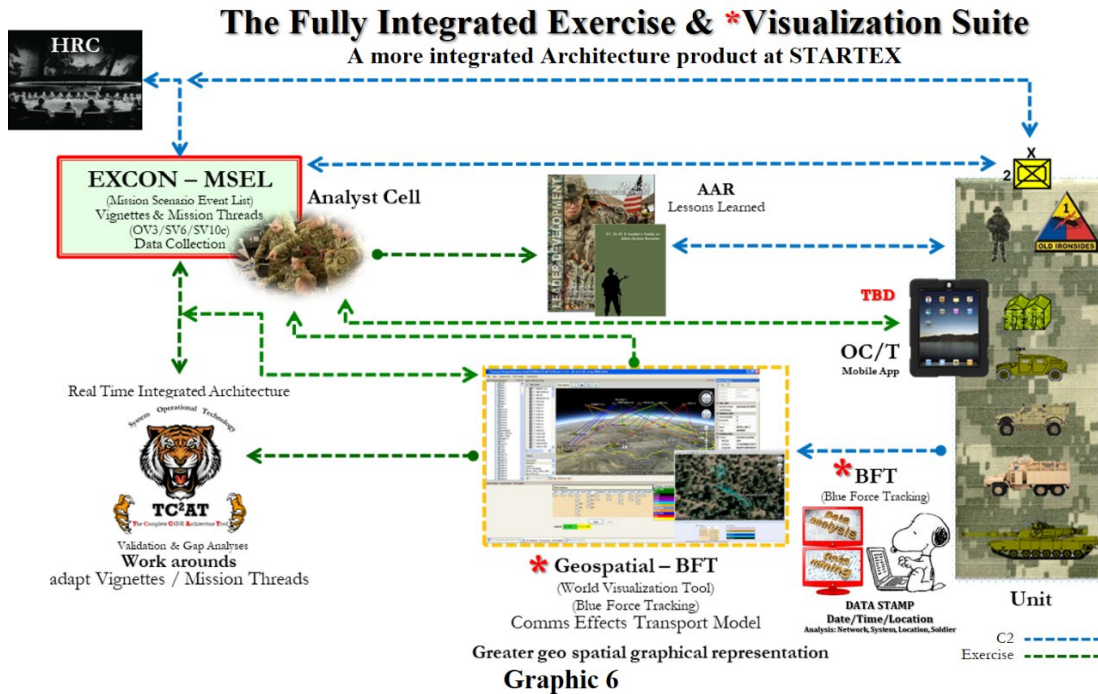 The Fully Integrated Exercise & *Visualization Suite
A more integrated Architecture product at STARTEX
HRC
EXCON – MSEL
(Mission Scenario Event List)
Vignettes & Mission Threads
(OV3/SV6/SV10c)
Data Collection
Analyst Cell
LEADER DEVELOPMENT
AAR
Lessons Learned
X
2
1
OLD IRONSIDES
TBD
OC/T
Mobile App
Real Time Integrated Architecture
System Operational Technology
TC²AT
The Complete C4ISR Architecture Tool
Validation & Gap Analyses
Work arounds
adapt Vignettes / Mission Threads
* Geospatial – BFT
(World Visualization Tool)
(Blue Force Tracking)
Comms Effects Transport Model
*BFT
(Blue Force Tracking)
Data analysis
Data mining
DATA STAMP
Date/Time/Location
Analysis: Network, System, Location, Soldier
Unit
C2
Exercise
Greater geo spatial graphical representation
Graphic 6